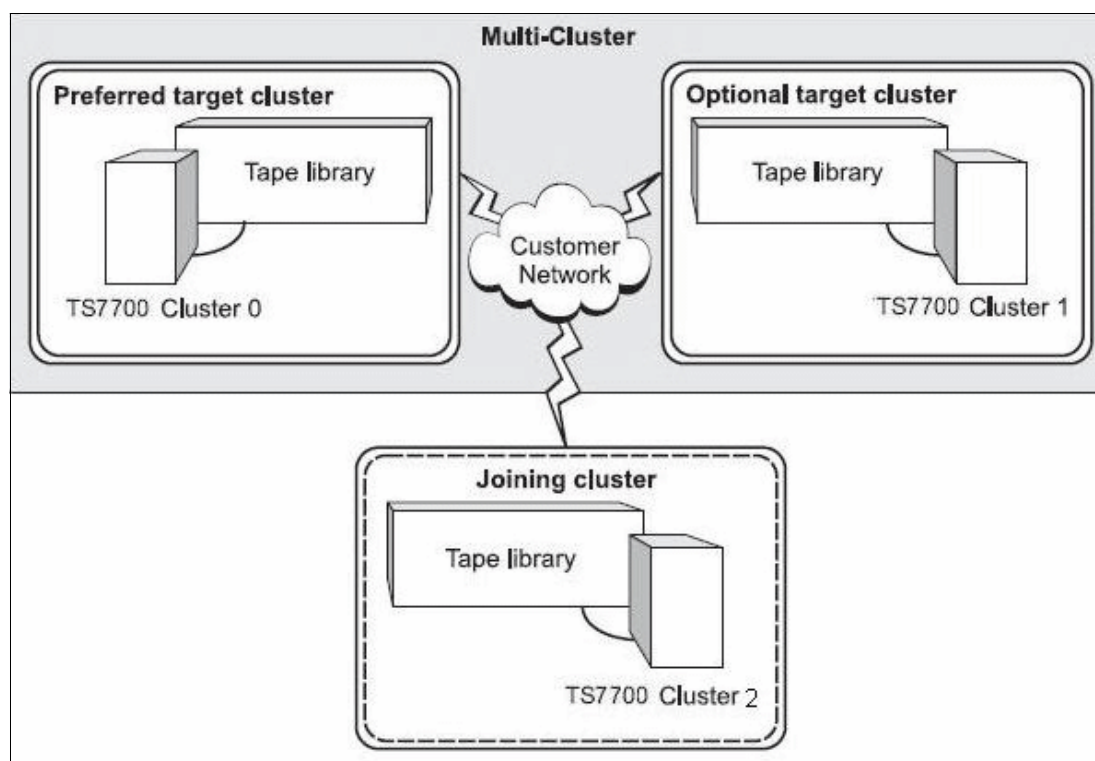 Multi-Cluster
Preferred target cluster
Tape library
TS7700 Cluster 0
Optional target cluster
Tape library
TS7700 Cluster 1
Customer
Network
Joining cluster
Tape library
TS7700 Cluster 2